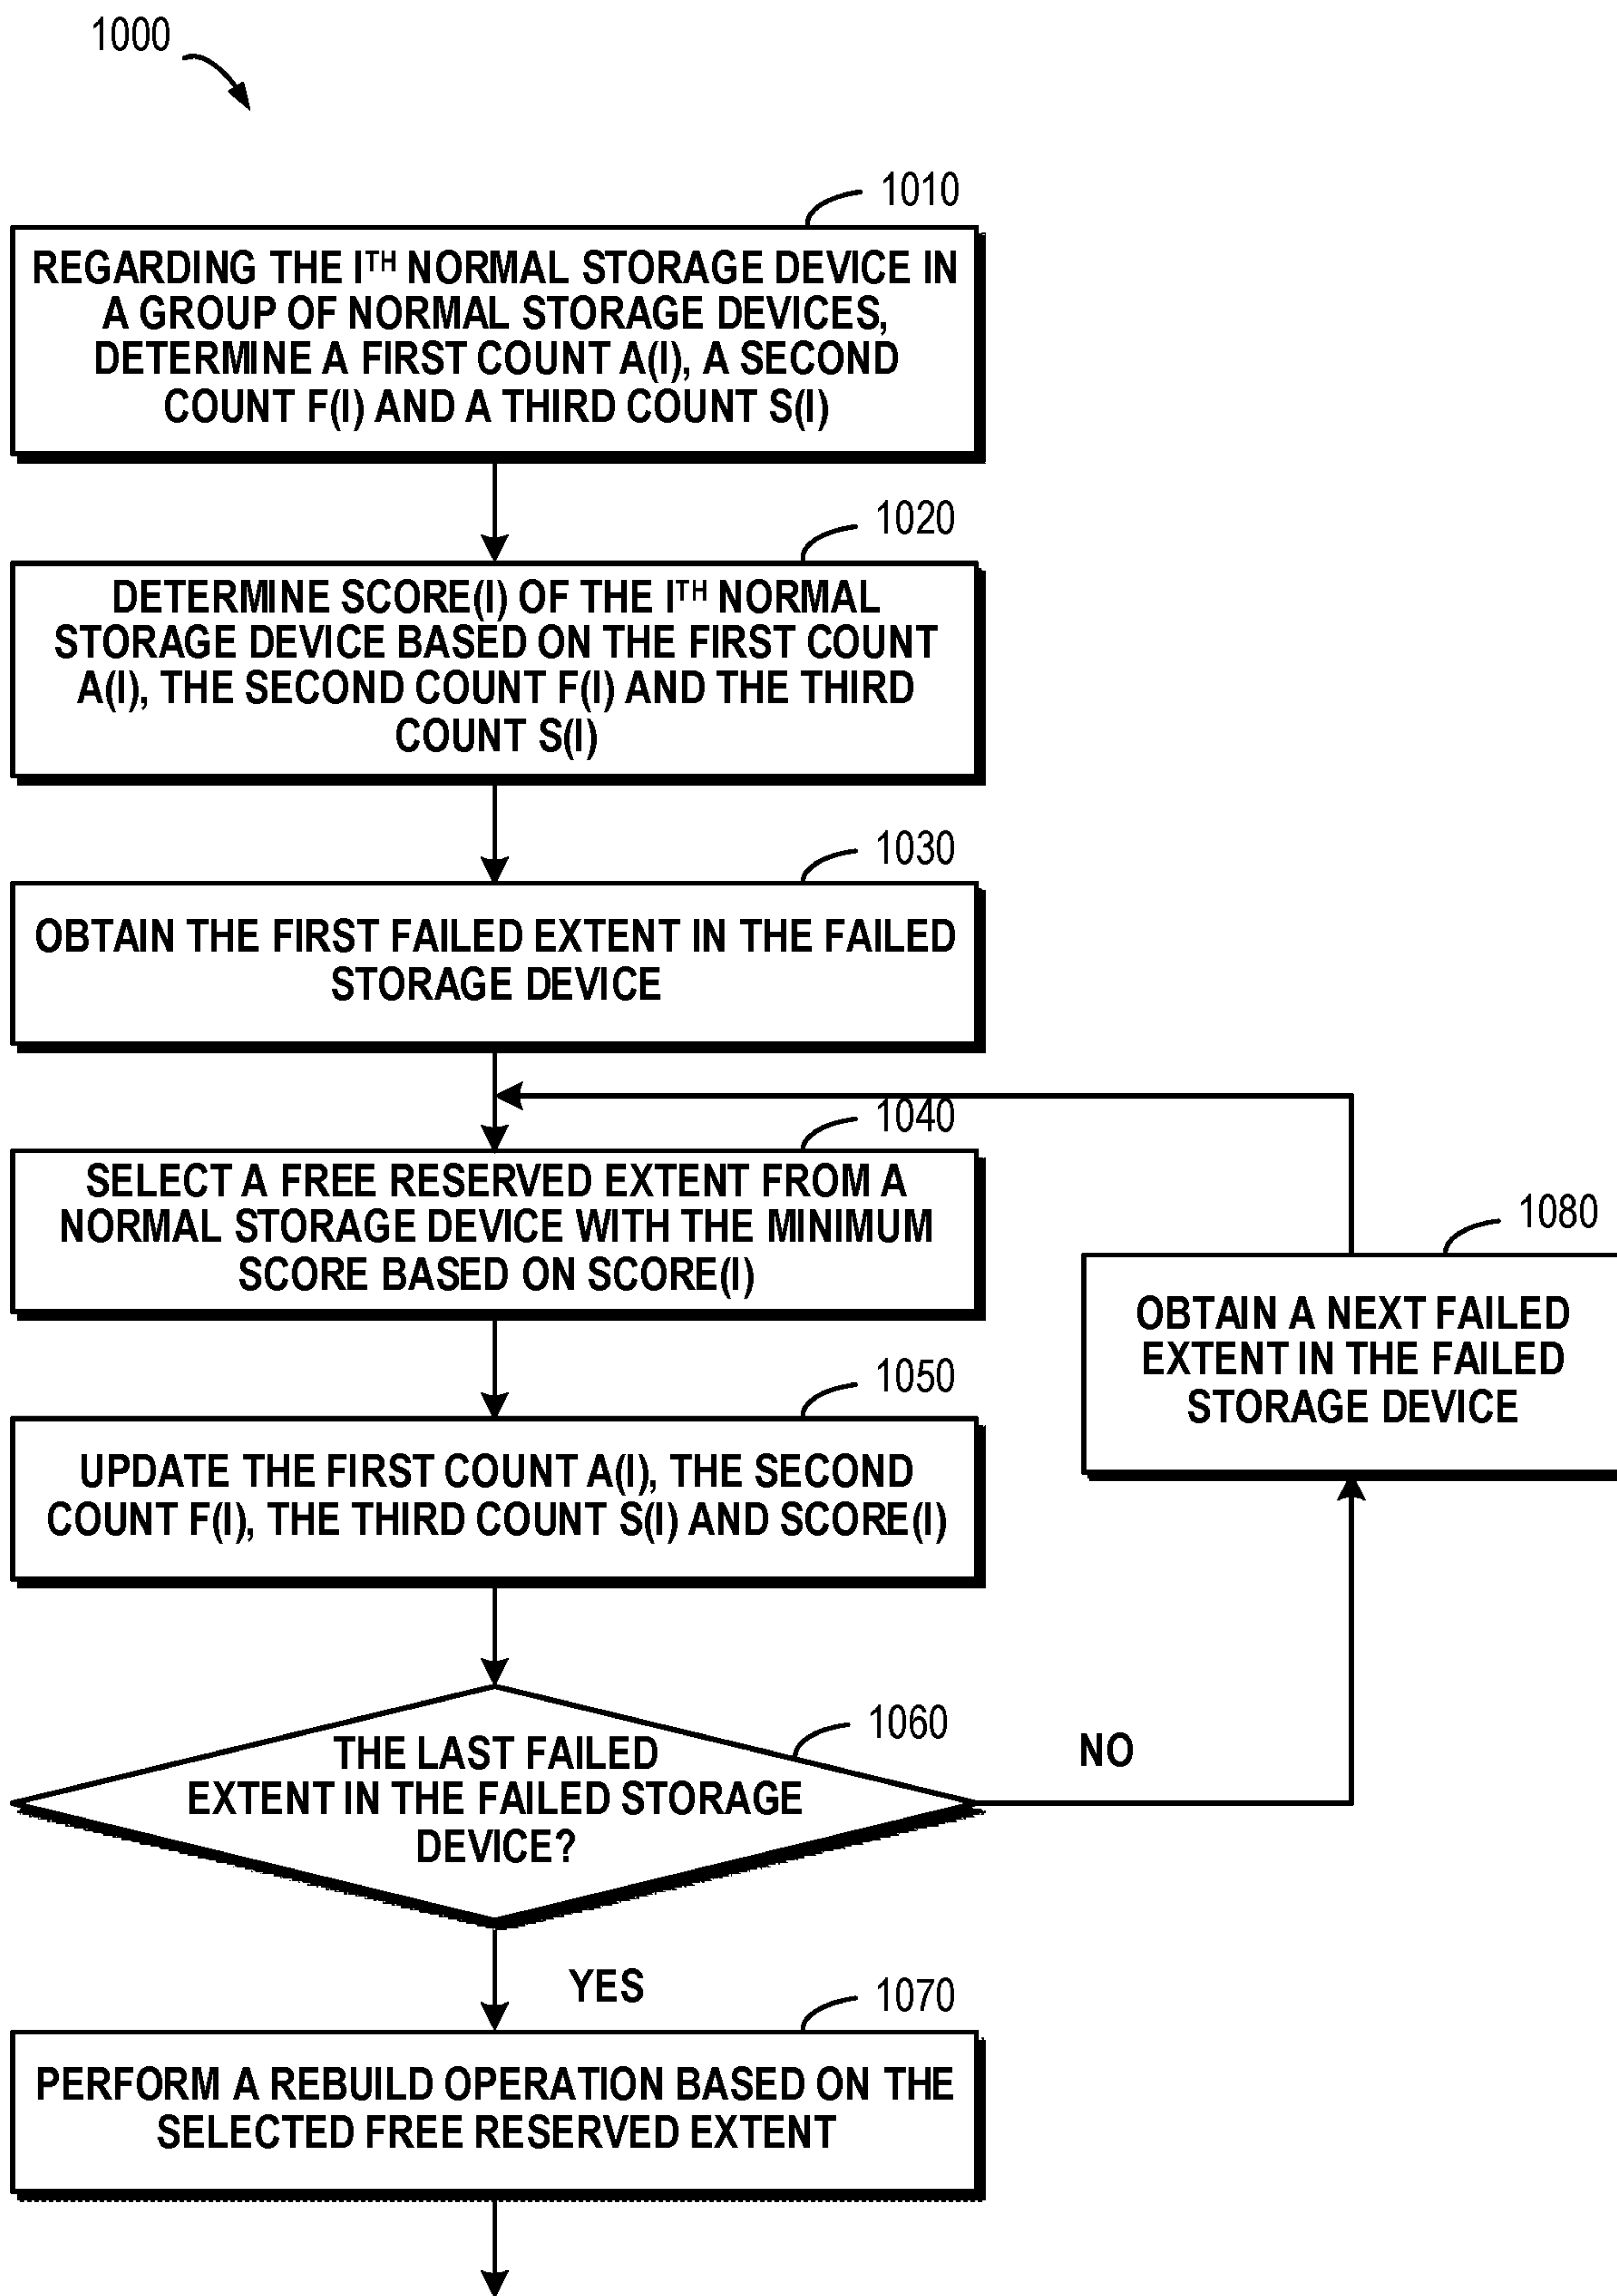 1000
1010
REGARDING THE ITH NORMAL STORAGE DEVICE IN
A GROUP OF NORMAL STORAGE DEVICES,
DETERMINE A FIRST COUNT A(I), A SECOND
COUNT F(I) AND A THIRD COUNT S(I)
1020
DETERMINE SCORE(I) OF THE ITH NORMAL
STORAGE DEVICE BASED ON THE FIRST COUNT
A(I), THE SECOND COUNT F(I) AND THE THIRD
COUNT S(I)
1030
OBTAIN THE FIRST FAILED EXTENT IN THE FAILED
STORAGE DEVICE
1040
SELECT A FREE RESERVED EXTENT FROM A
NORMAL STORAGE DEVICE WITH THE MINIMUM
SCORE BASED ON SCORE(I)
1080
OBTAIN A NEXT FAILED
EXTENT IN THE FAILED
STORAGE DEVICE
1050
UPDATE THE FIRST COUNT A(I), THE SECOND
COUNT F(I), THE THIRD COUNT S(I) AND SCORE(I)
1060
THE LAST FAILED
EXTENT IN THE FAILED STORAGE
DEVICE?
NO
YES
1070
PERFORM A REBUILD OPERATION BASED ON THE
SELECTED FREE RESERVED EXTENT